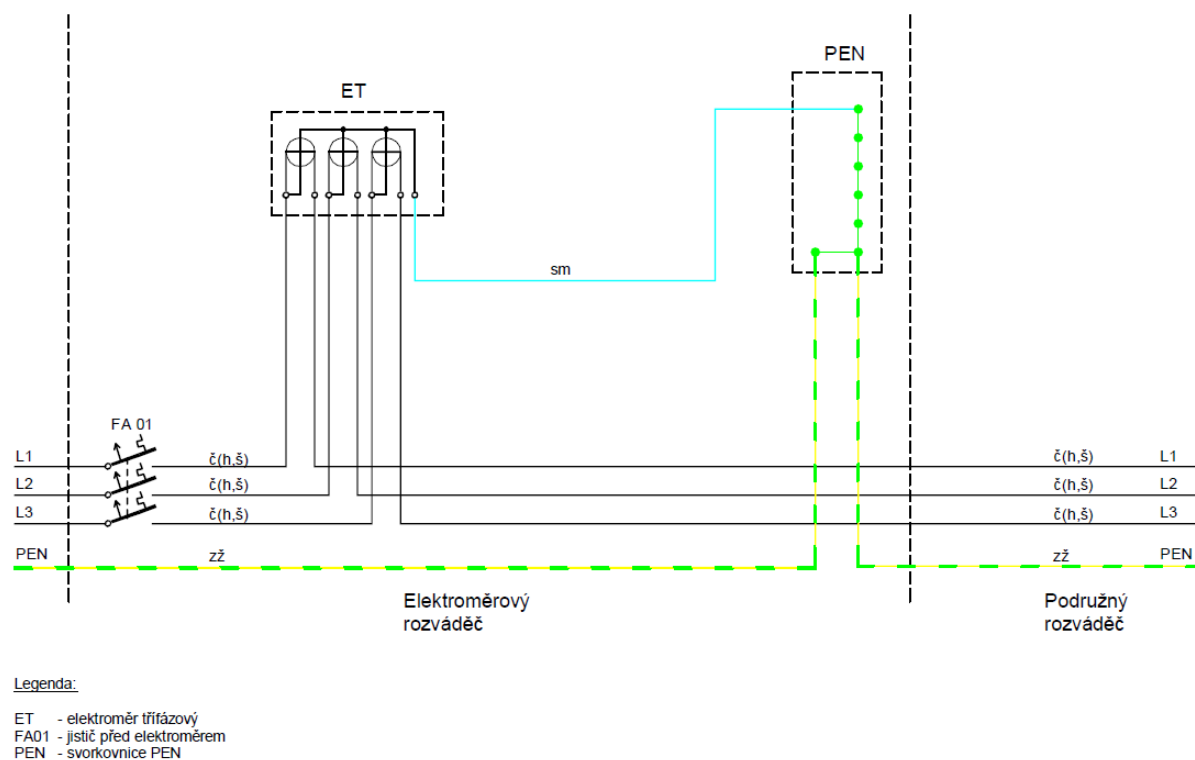 PEN
ET
sm
FA 01
L1 č(h,š) č(h,š) L1
L2 č(h,š) L2
L3 č(h,š) č(h,š) L3
PEN zž zž PEN
Elektroměrový
rozváděč
Podružný
rozváděč
Legenda:
ET - elektroměr třífázový
FA01 - jistič před elektroměrem
PEN - svorkovnice PEN